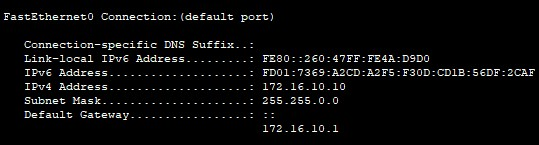 FastEthernet0 Connection:(default port)
Connection-specific DNS Suffix..:
Link-local IPv6 Address.........: FE80::260:47FF:FE4A:D9D0
IPv6 Address....................: FD01:7369:A2CD:A2F5:F30D:CD1B:56DF:2CAF
IPv4 Address....................: 172.16.10.10
Subnet Mask.....................: 255.255.0.0
Default Gateway.................: ::
172.16.10.1